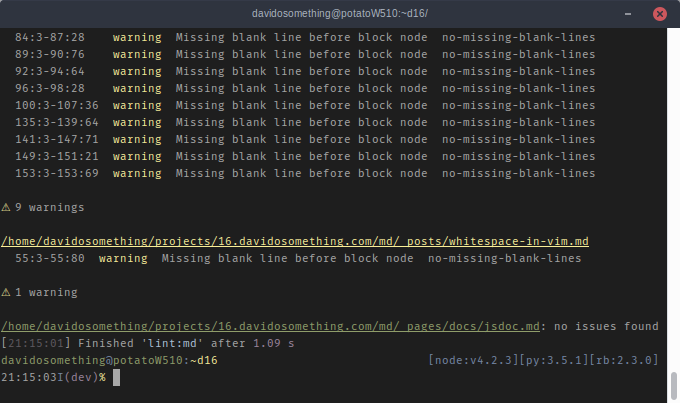 davidosomething@potatoW510:~d16/
84:3-87:28 warning Missing blank line before block node no-missing-blank-lines
89:3-90:76 warning Missing blank line before block node no-missing-blank-lines
92:3-94:64 warning Missing blank line before block node no-missing-blank-lines
96:3-98:28 warning Missing blank line before block node no-missing-blank-lines
100:3-107:36 warning Missing blank line before block node no-missing-blank-lines
135:3-139:64 warning Missing blank line before block node no-missing-blank-lines
141:3-147:71 warning Missing blank line before block node no-missing-blank-lines
149:3-151:21 warning Missing blank line before block node no-missing-blank-lines
153:3-153:69 warning Missing blank line before block node no-missing-blank-lines
⚠ 9 warnings
/home/davidosomething/projects/16.davidosomething.com/md/_posts/whitespace-in-vim.md
55:3-55:80 warning Missing blank line before block node no-missing-blank-lines
⚠ 1 warning
/home/davidosomething/projects/16.davidosomething.com/md/_pages/docs/jsdoc.md: no issues found
[21:15:01] Finished 'lint:md' after 1.09 s
davidosomething@potatoW510:~d16 [node:v4.2.3][py:3.5.1][rb:2.3.0]
21:15:03I(dev)%